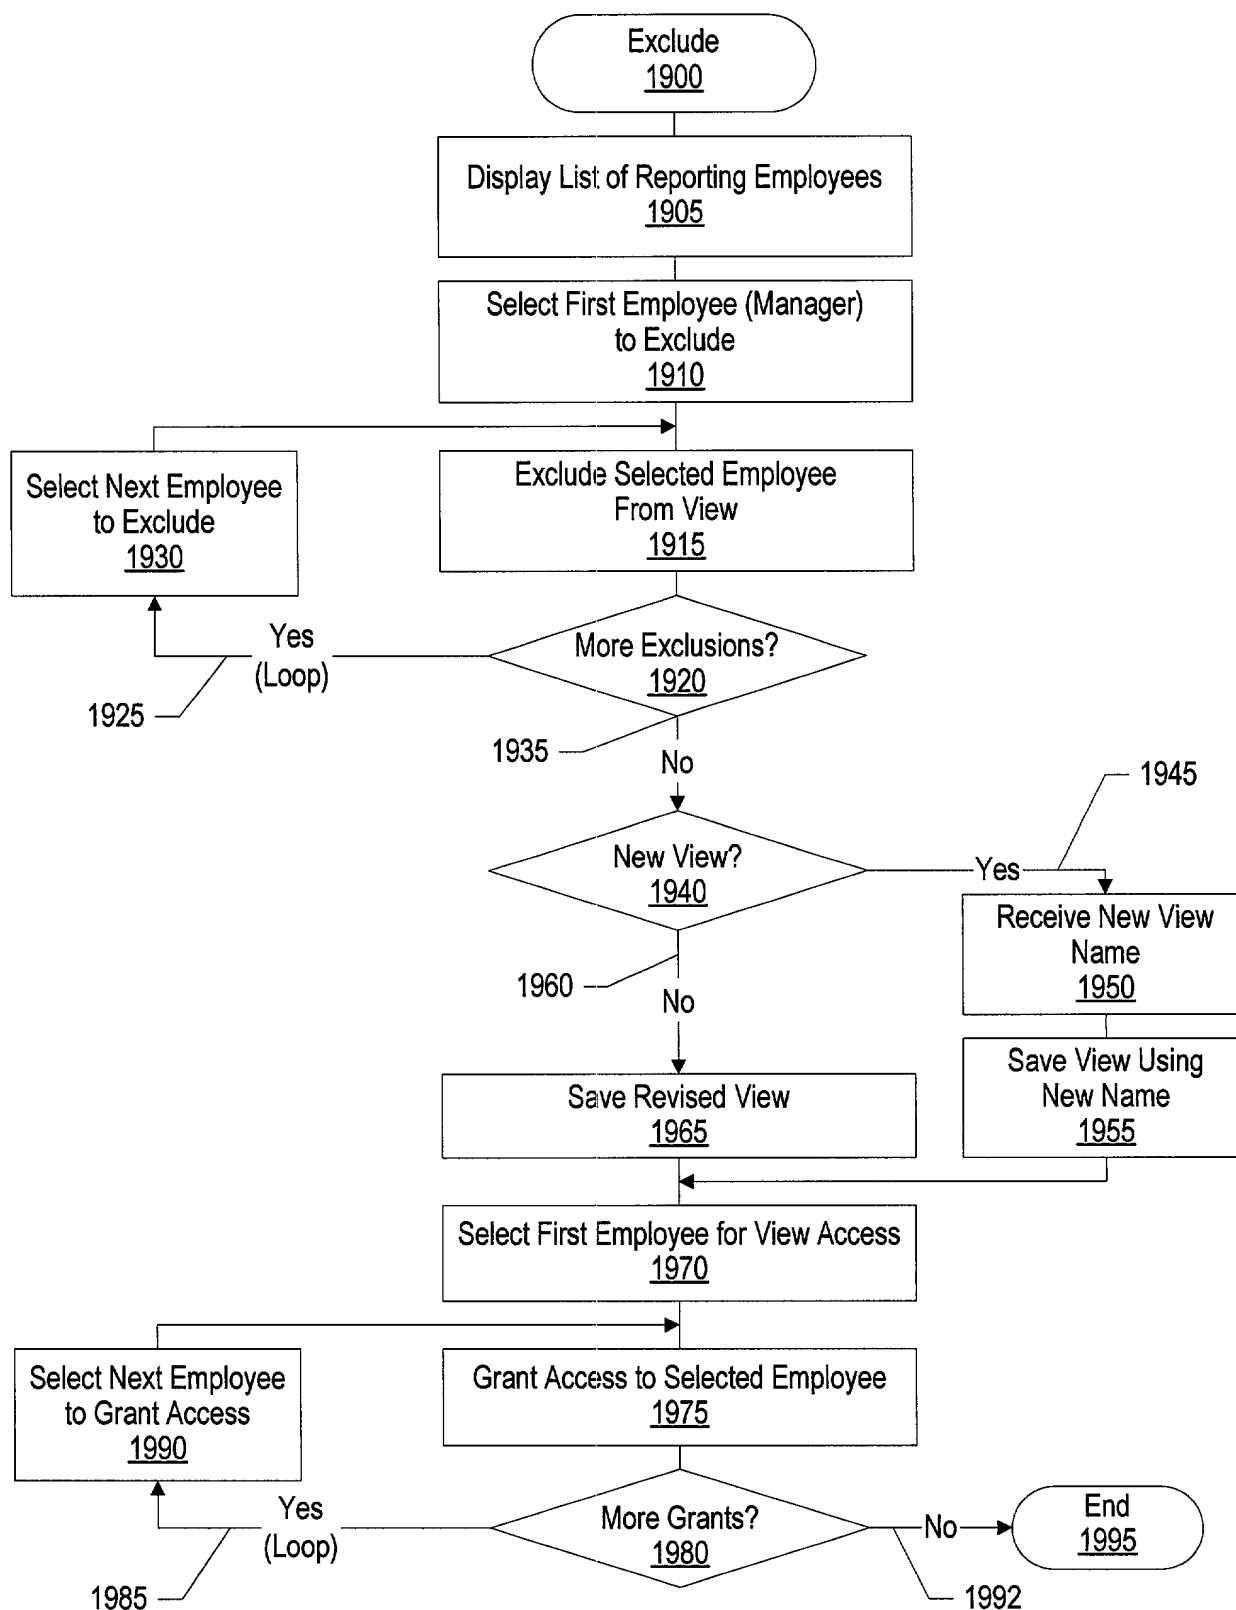 Exclude
1900
Display List of Reporting Employees
1905
Select First Employee (Manager)
to Exclude
1910
Select Next Employee
to Exclude
1930
Exclude Selected Employee
From View
1915
Yes
(Loop)
More Exclusions?
1920
1925
1935
No
1945
New View?
1940
Yes
Receive New View
Name
1950
1960
No
Save View Using
New Name
1955
Save Revised View
1965
Select First Employee for View Access
1970
Select Next Employee
to Grant Access
1990
Grant Access to Selected Employee
1975
Yes
(Loop)
More Grants?
1980
No
End
1995
1985
1992